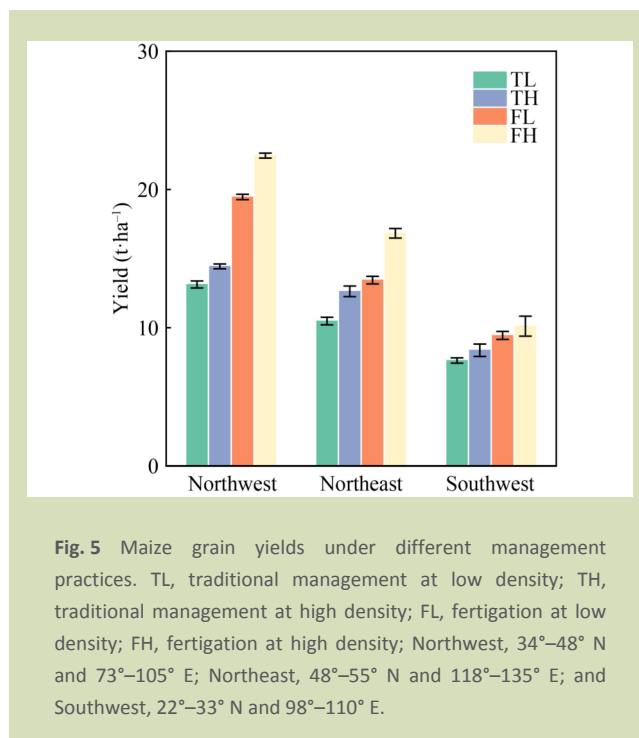 30
20
10
0
Yield (t·ha⁻¹)
TL
TH
FL
FH
Northwest Northeast Southwest
Fig. 5 Maize grain yields under different management
practices. TL, traditional management at low density; TH,
traditional management at high density; FL, fertigation at low
density; FH, fertigation at high density; Northwest, 34°–48° N
and 73°–105° E; Northeast, 48°–55° N and 118°–135° E; and
Southwest, 22°–33° N and 98°–110° E.